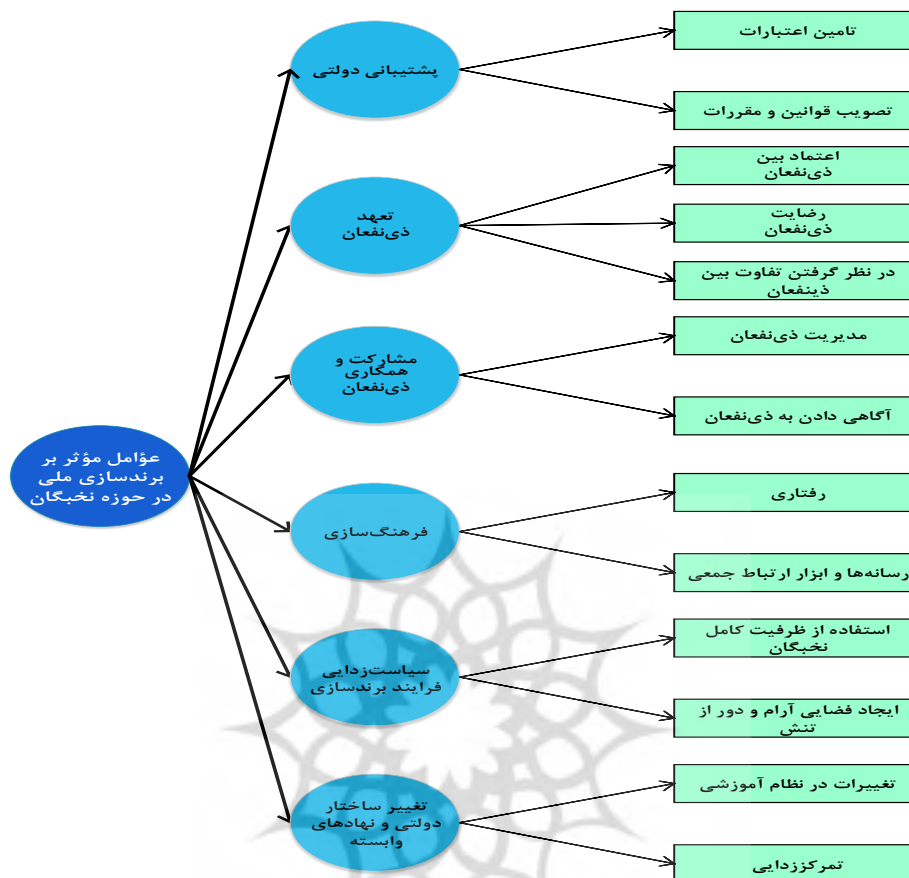 عؤامل مؤثر بر
برندسازی ملی
در حوزه نخبگان
پشتیبانی دولتی
تامین اعتبارات
تصویب قوانین و مقررات
تعهد
ذی‌نفعان
اعتماد بین
ذی‌نفعان
رضایت
ذی‌نفعان
در نظر گرفتن تفاوت بین
ذینفعان
مشارکت و
همگاری
ذی‌نفعان
مدیریت ذی‌نفعان
آگاهی دادن به ذی‌نفعان
فرهنگ‌سازی
رفتاری
رسانه‌ها و ابزار ارتباط جمعی
سیاست‌زدایی
فرایند برندسازی
استفاده از ظرفیت کامل
نخبگان
ایجاد فضایی آرام و دور از
تنش
تغییر ساختار
دولتی و نهادهای
وابسته
تغییرات در نظام آموزشی
تمرکززدایی